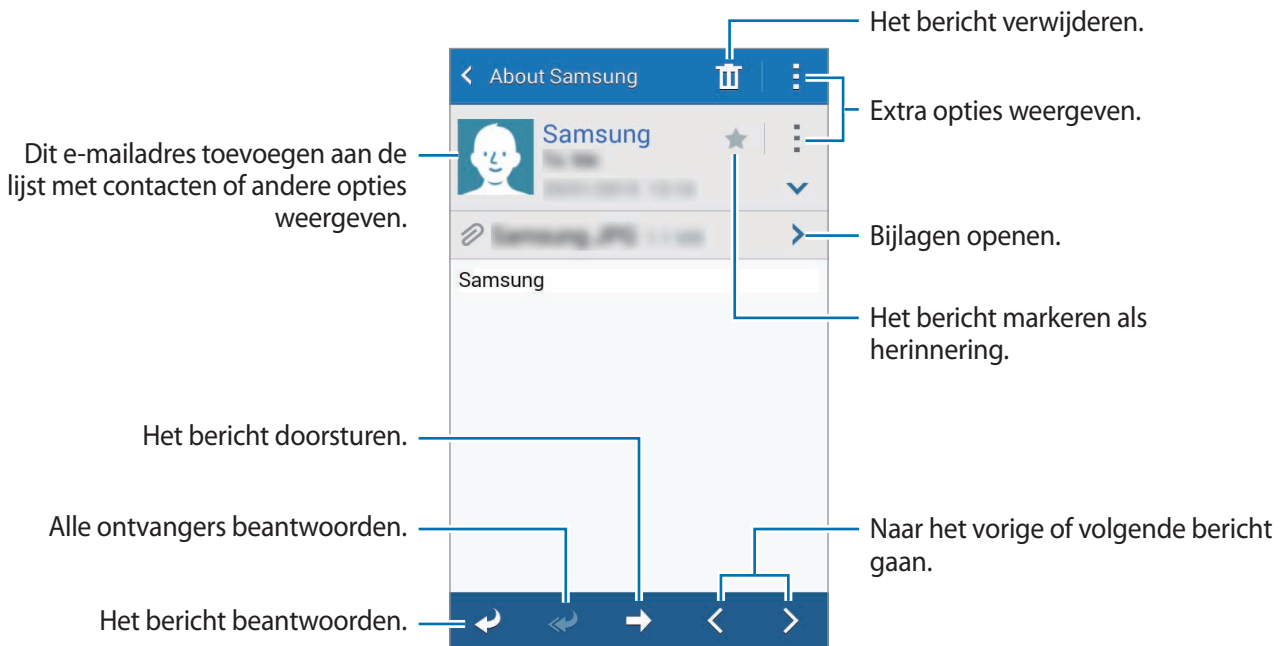 Het bericht verwijderen.
About Samsung
Extra opties weergeven.
Samsung
Dit e-mailadres toevoegen aan de
lijst met contacten of andere opties
weergeven.
Bijlagen openen.
Samsung
Het bericht markeren als
herinnering.
Het bericht doorsturen.
Alle ontvangers beantwoorden.
Naar het vorige of volgende bericht
gaan.
Het bericht beantwoorden.